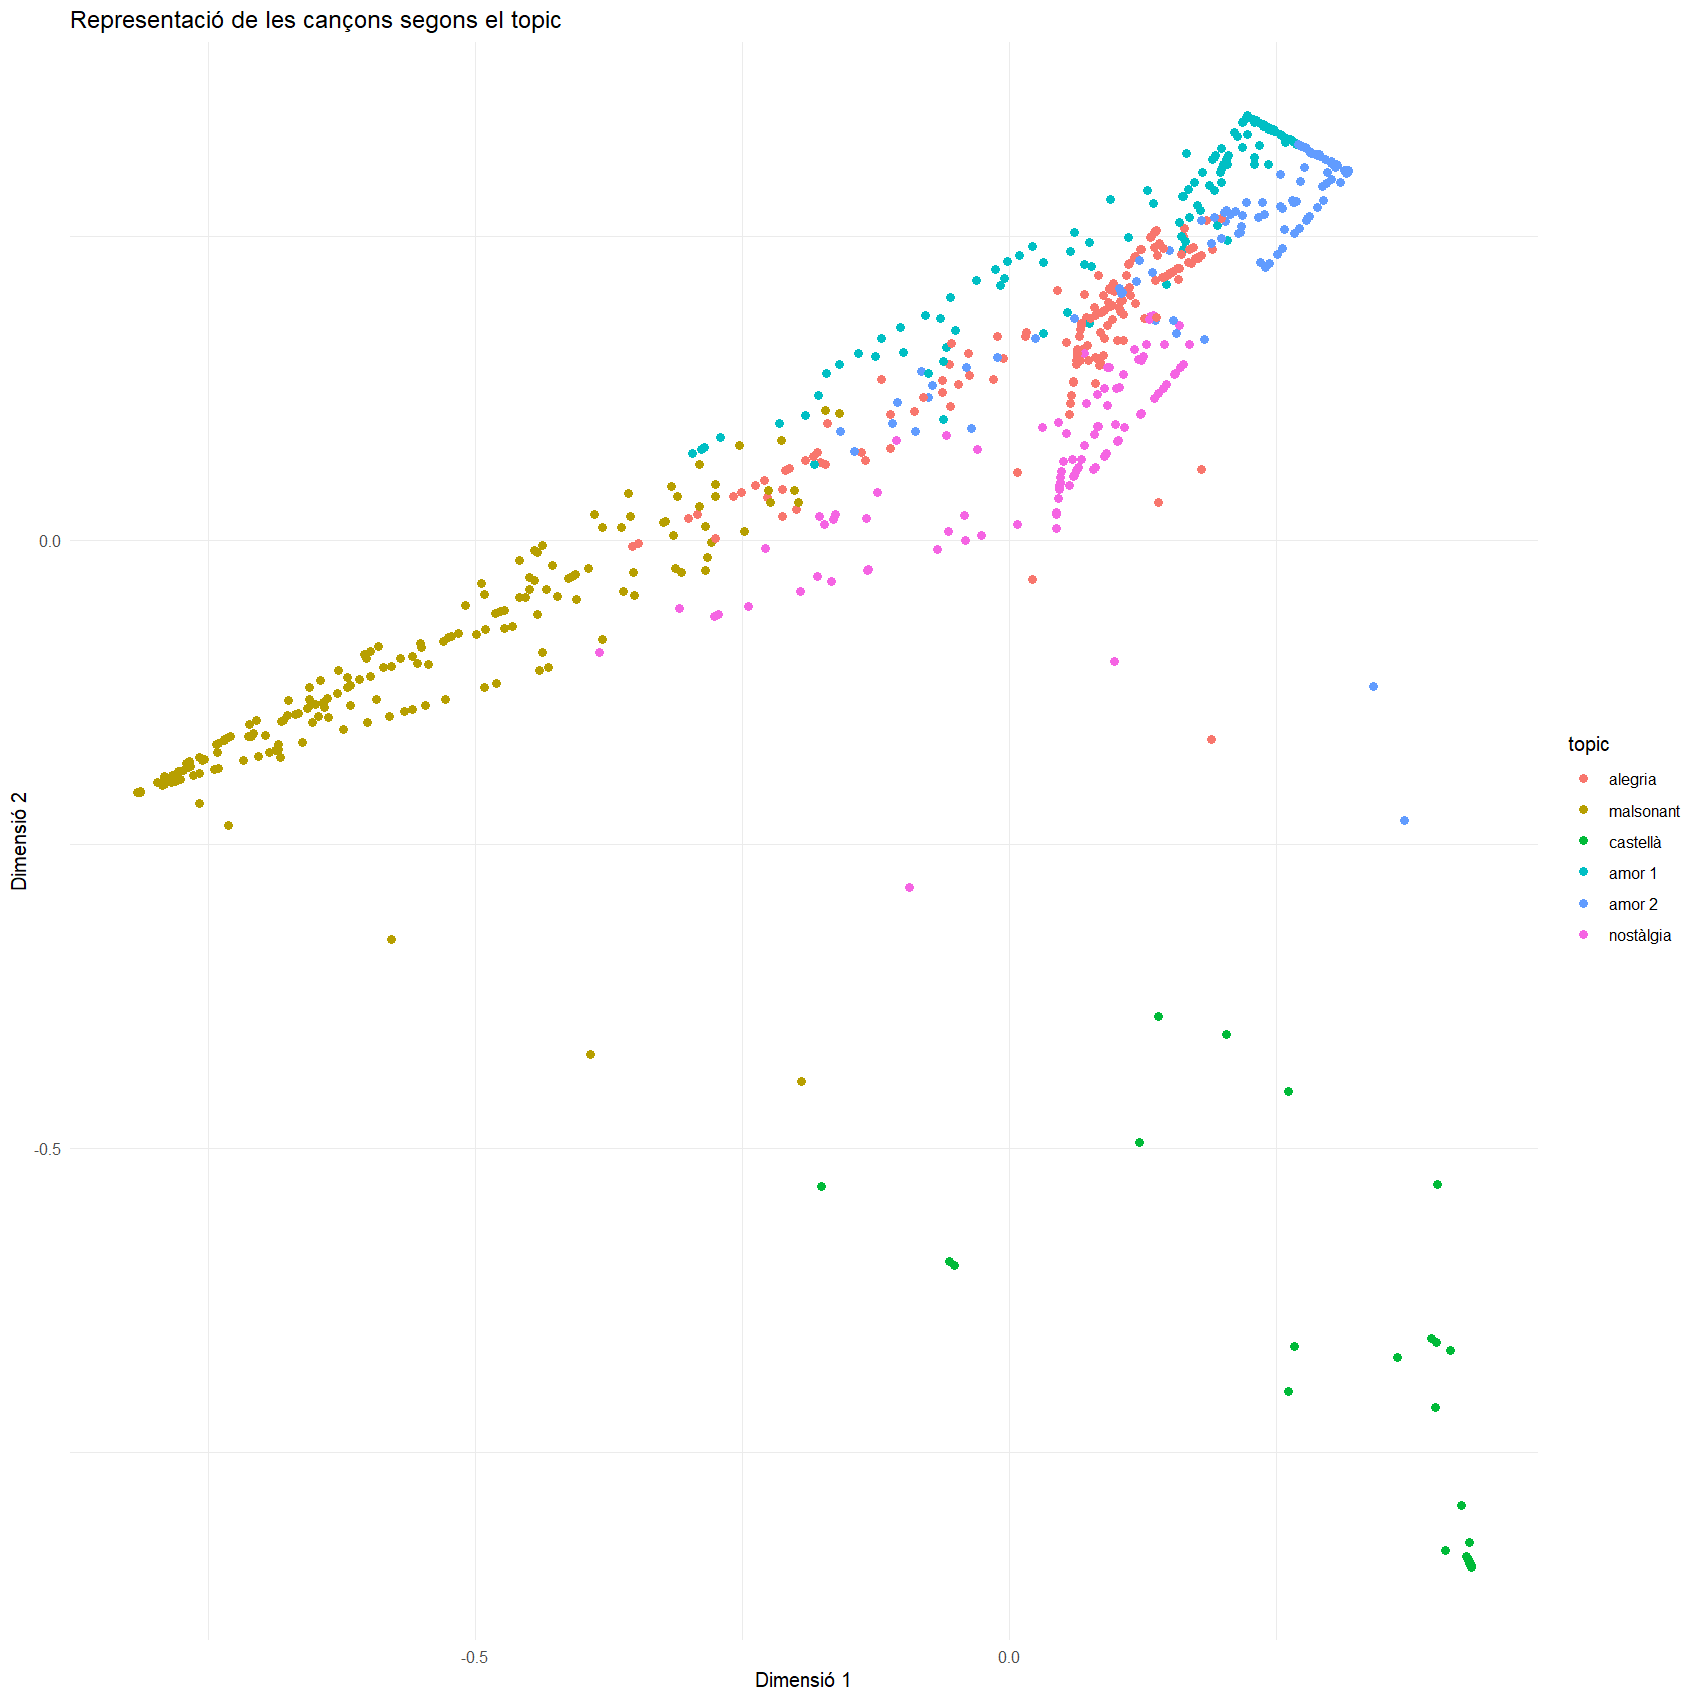 Representació de les cançons segons el topic
0.0
-0.5
Dimensió 2
-0.5
0.0
Dimensió 1
topic
alegria
malsonant
castellà
amor 1
amor 2
nostàlgia